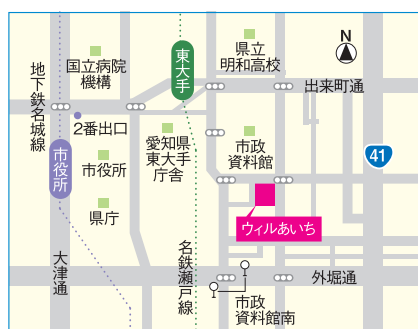 N
国立病院
機構
東大手
県立
明和高校
地下鉄名城線
出来町通
2番出口
愛知県
東大手
庁舎
市政
資料館
41
市役所
市役所
県庁
ウィルあいち
大津通
名鉄瀬戸線
外堀通
市政
資料館南